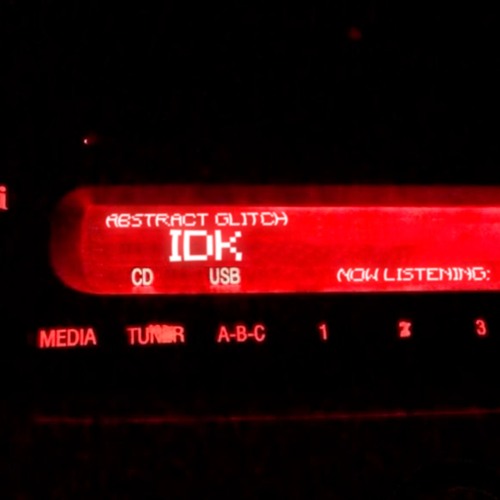 i
ABSTRACT GLITCH
IDK
CD USB
NOW LISTENING:
MEDIA TUNER A-B-C 1 2 3